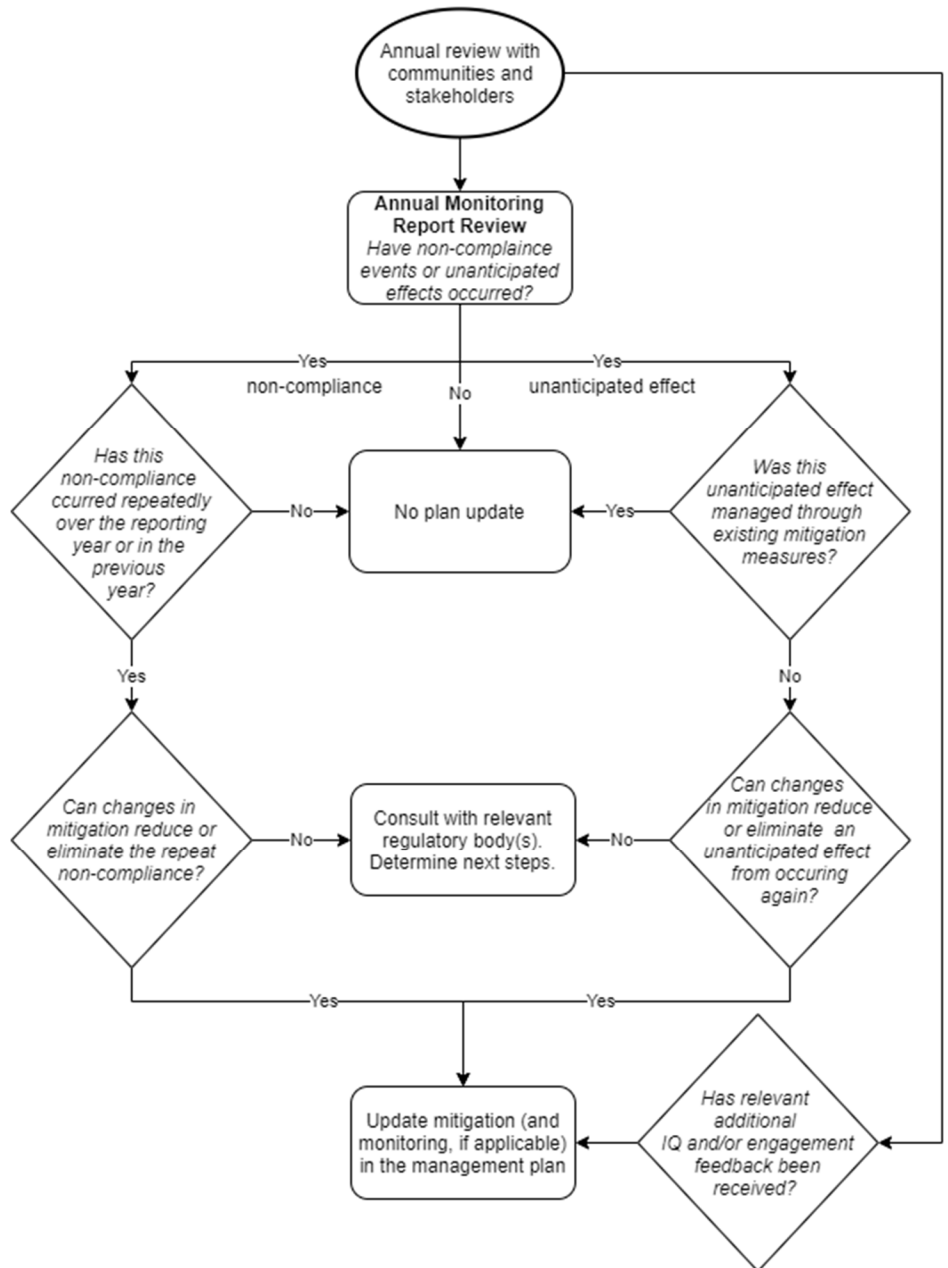 Annual review with
communities and
stakeholders
Annual Monitoring
Report Review
Have non-complaince
events or unanticipated
effects occurred?
Yes
non-compliance
No
Yes
unanticipated effect
Has this
non-compliance
ccurred repeatedly
over the reporting
year or in the
previous
year?
No
No plan update
Yes
Was this
unanticipated effect
managed through
existing mitigation
measures?
Yes
No
Can changes in
mitigation reduce or
eliminate the repeat
non-compliance?
No
Consult with relevant
regulatory body(s).
Determine next steps.
No
Can changes
in mitigation reduce
or eliminate an
unanticipated effect
from occuring
again?
Yes
Yes
Update mitigation (and
monitoring, if applicable)
in the management plan
Has relevant
additional
IQ and/or engagement
feedback been
received?